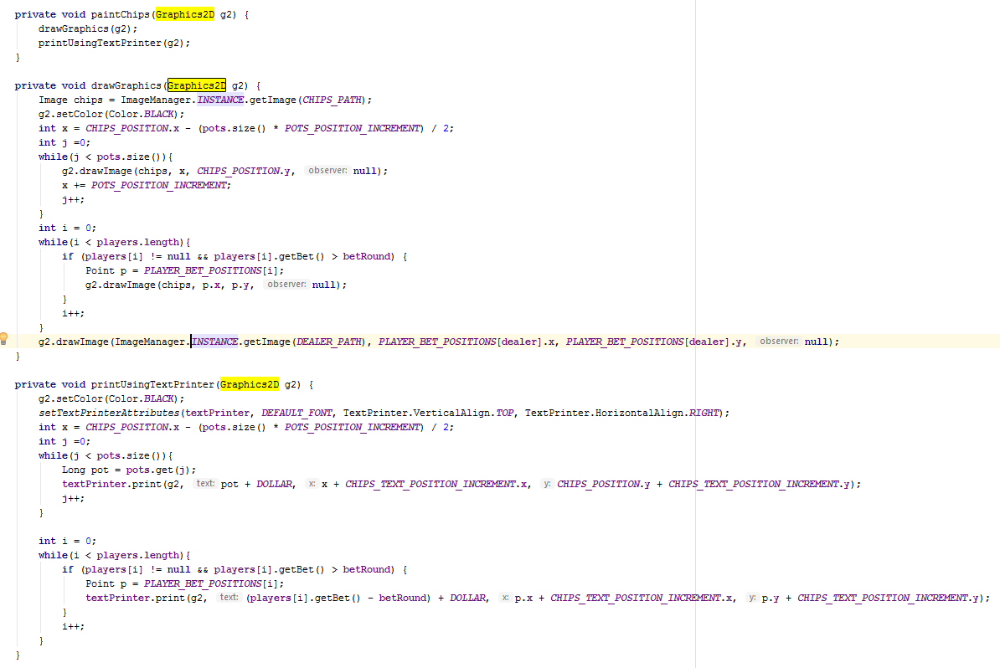 private void paintChips(Graphics2D g2) {
    drawGraphics(g2);
    printUsingTextPrinter(g2);
}

private void drawGraphics(Graphics2D g2) {
    Image chips = ImageManager.INSTANCE.getImage(CHIPS_PATH);
    g2.setColor(Color.BLACK);
    int x = CHIPS_POSITION.x - (pots.size() * POTS_POSITION_INCREMENT) / 2;
    int j =0;
    while(j < pots.size()){
        g2.drawImage(chips, x, CHIPS_POSITION.y, observer: null);
        x += POTS_POSITION_INCREMENT;
        j++;
    }
    int i = 0;
    while(i < players.length){
        if (players[i] != null && players[i].getBet() > betRound) {
            Point p = PLAYER_BET_POSITIONS[i];
            g2.drawImage(chips, p.x, p.y, observer: null);
        }
        i++;
    }
    g2.drawImage(ImageManager.INSTANCE.getImage(DEALER_PATH), PLAYER_BET_POSITIONS[dealer].x, PLAYER_BET_POSITIONS[dealer].y, observer: null);
}

private void printUsingTextPrinter(Graphics2D g2) {
    g2.setColor(Color.BLACK);
    setTextPrinterAttributes(textPrinter, DEFAULT_FONT, TextPrinter.VerticalAlign.TOP, TextPrinter.HorizontalAlign.RIGHT);
    int x = CHIPS_POSITION.x - (pots.size() * POTS_POSITION_INCREMENT) / 2;
    int j =0;
    while(j < pots.size()){
        Long pot = pots.get(j);
        textPrinter.print(g2, text: pot + DOLLAR, x: x + CHIPS_TEXT_POSITION_INCREMENT.x, y: CHIPS_POSITION.y + CHIPS_TEXT_POSITION_INCREMENT.y);
        j++;
    }

    int i = 0;
    while(i < players.length){
        if (players[i] != null && players[i].getBet() > betRound) {
            Point p = PLAYER_BET_POSITIONS[i];
            textPrinter.print(g2, text: (players[i].getBet() - betRound) + DOLLAR, x: p.x + CHIPS_TEXT_POSITION_INCREMENT.x, y: p.y + CHIPS_TEXT_POSITION_INCREMENT.y);
        }
        i++;
    }
}